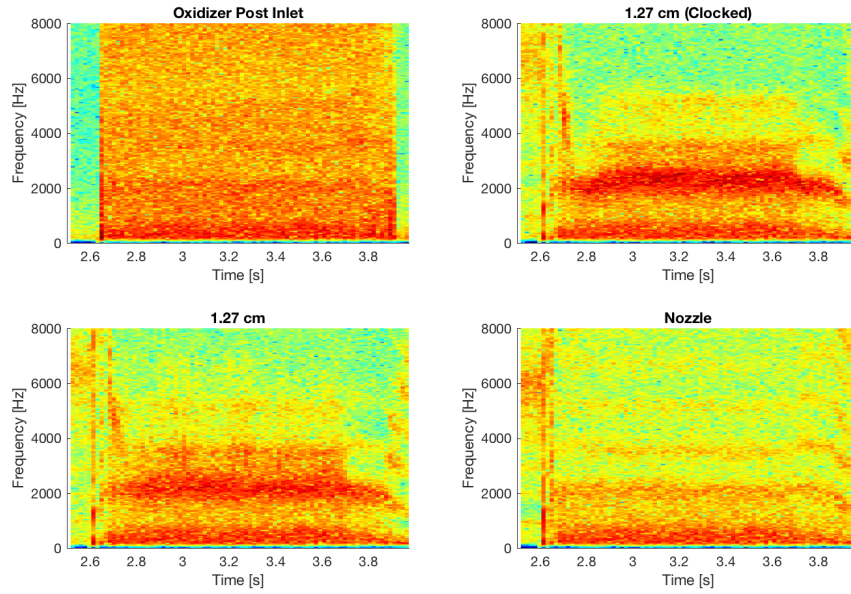 Oxidizer Post Inlet
8000
6000
4000
2000
0
Frequency [Hz]
2.6 2.8 3 3.2 3.4 3.6 3.8
Time [s]
1.27 cm (Clocked)
8000
6000
4000
2000
0
Frequency [Hz]
2.6 2.8 3 3.2 3.4 3.6 3.8
Time [s]
1.27 cm
8000
6000
4000
2000
0
Frequency [Hz]
2.6 2.8 3 3.2 3.4 3.6 3.8
Time [s]
Nozzle
8000
6000
4000
2000
0
Frequency [Hz]
2.6 2.8 3 3.2 3.4 3.6 3.8
Time [s]